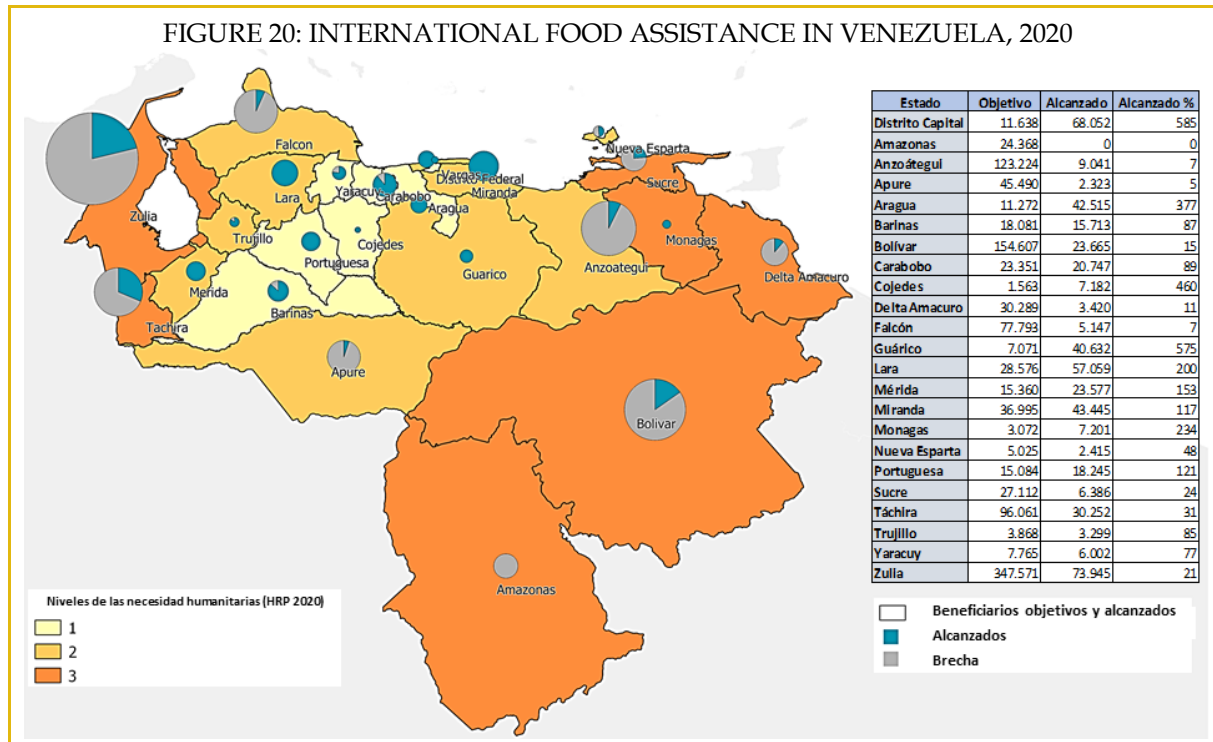 FIGURE 20: INTERNATIONAL FOOD ASSISTANCE IN VENEZUELA, 2020
Falcon
Zulia
Lara
Yaracuy
Carabobo
Vargas
Distrito Federal
Miranda
Aragua
Nueva Esparta
Sucre
Trujillo
Portuguesa
Cojedes
Guarico
Anzoategui
Monagas
Delta Amacuro
Merida
Barinas
Tachira
Apure
Bolivar
Amazonas
Estado Objetivo Alcanzado Alcanzado %
Distrito Capital 11.638 68.052 585
Amazonas 24.368 0 0
Anzoátegui 123.224 9.041 7
Apure 45.490 2.323 5
Aragua 11.272 42.515 377
Barinas 18.081 15.713 87
Bolívar 154.607 23.665 15
Carabobo 23.351 20.747 89
Cojedes 1.563 7.182 460
Delta Amacuro 30.289 3.420 11
Falcón 77.793 5.147 7
Guárico 7.071 40.632 575
Lara 28.576 57.059 200
Mérida 15.360 23.577 153
Miranda 36.995 43.445 117
Monagas 3.072 7.201 234
Nueva Esparta 5.025 2.415 48
Portuguesa 15.084 18.245 121
Sucre 27.112 6.386 24
Táchira 96.061 30.252 31
Trujillo 3.868 3.299 85
Yaracuy 7.765 6.002 77
Zulia 347.571 73.945 21
Niveles de las necesidad humanitarias (HRP 2020)
1
2
3
Beneficiarios objetivos y alcanzados
Alcanzados
Brecha